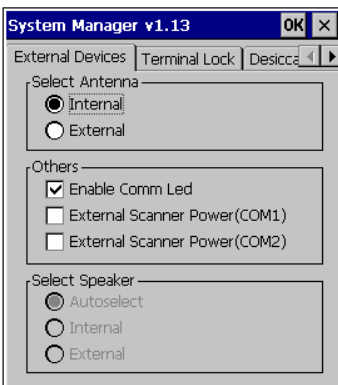 System Manager v1.13 OK ×
External Devices Terminal Lock Desicca
Select Antenna
Internal
External
Others
Enable Comm Led
External Scanner Power(COM1)
External Scanner Power(COM2)
Select Speaker
Autoselect
Internal
External